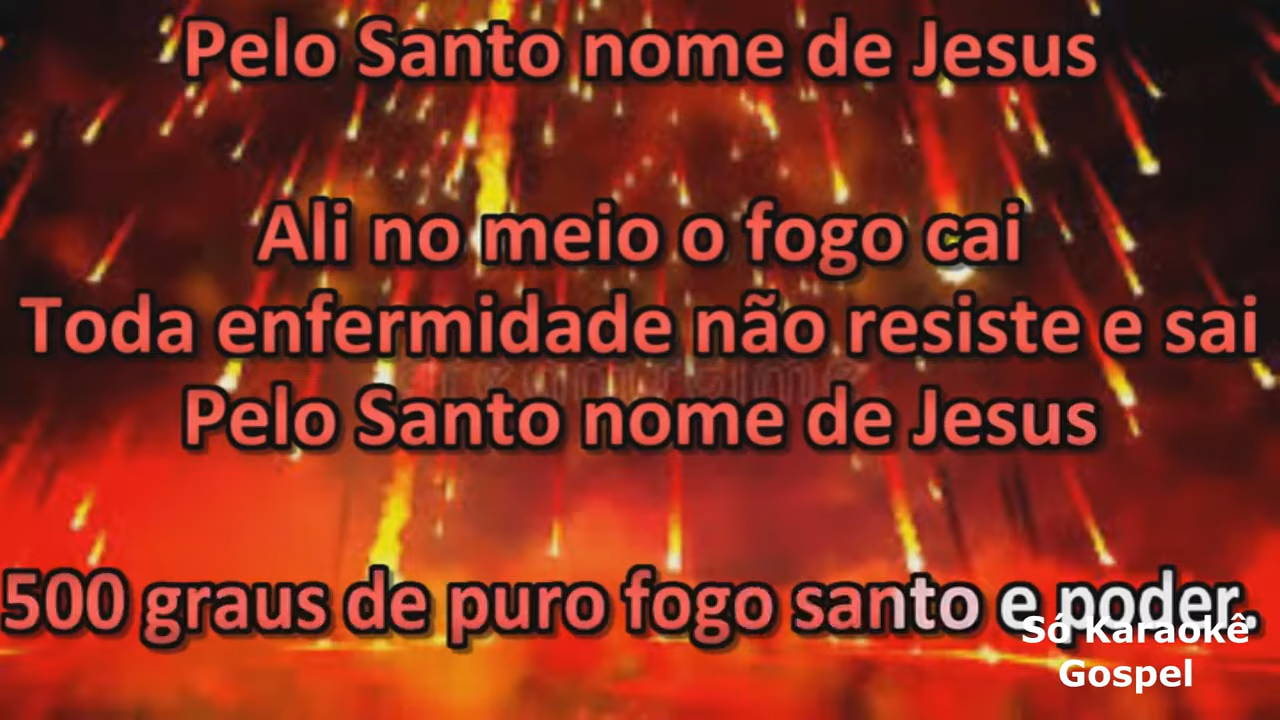 Pelo Santo nome de Jesus
Ali no meio o fogo cai
Toda enfermidade não resiste e sai
Pelo Santo nome de Jesus
500 graus de puro fogo santo e poder.
Só Karaokê
Gospel